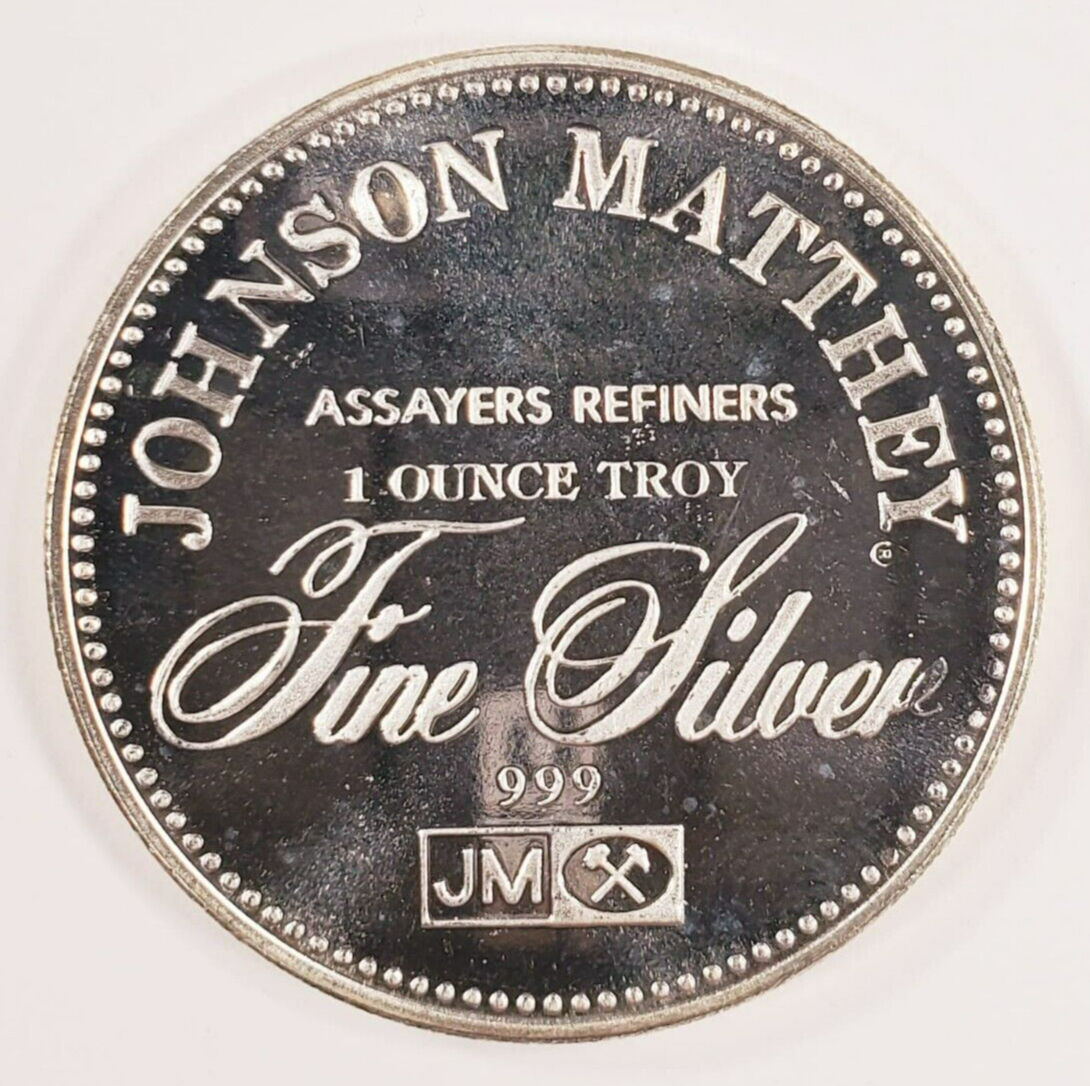 JOHNSON MATTHEY®
ASSAYERS REFINERS
1 OUNCE TROY
Fine Silver
999
JM